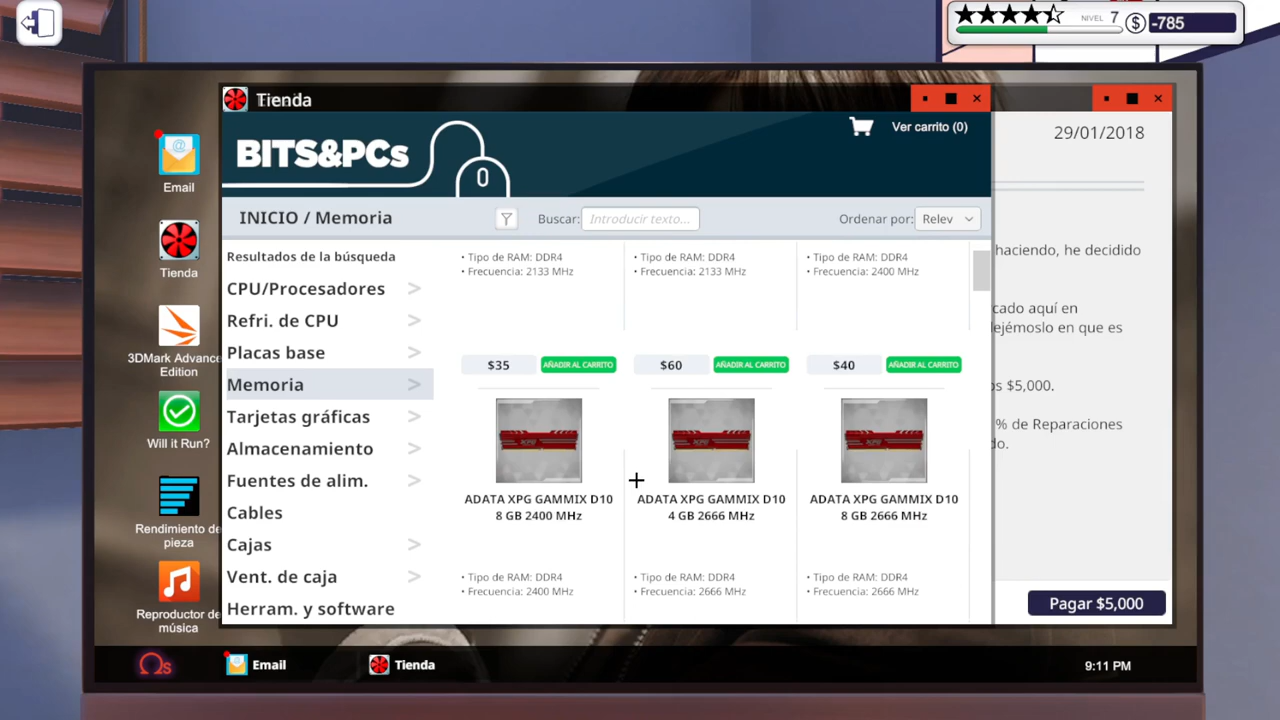 NIVEL 7
$ -785
Tienda
BITS&PCs
Ver carrito (0)
29/01/2018
INICIO / Memoria
Buscar: Introducir texto...
Ordenar por: Relev
Resultados de la búsqueda
CPU/Procesadores >
Refri. de CPU >
Placas base >
Memoria >
Tarjetas gráficas >
Almacenamiento >
Fuentes de alim. >
Cables
Cajas >
Vent. de caja >
Herram. y software
• Tipo de RAM: DDR4
• Frecuencia: 2133 MHz
$35 AÑADIR AL CARRITO
• Tipo de RAM: DDR4
• Frecuencia: 2133 MHz
$60 AÑADIR AL CARRITO
• Tipo de RAM: DDR4
• Frecuencia: 2400 MHz
$40 AÑADIR AL CARRITO
ADATA XPG GAMMIX D10
8 GB 2400 MHz
• Tipo de RAM: DDR4
• Frecuencia: 2400 MHz
ADATA XPG GAMMIX D10
4 GB 2666 MHz
• Tipo de RAM: DDR4
• Frecuencia: 2666 MHz
ADATA XPG GAMMIX D10
8 GB 2666 MHz
• Tipo de RAM: DDR4
• Frecuencia: 2666 MHz
haciendo, he decidido
cado aquí en
dejémoslo en que es
s $5,000.
% de Reparaciones
do.
Pagar $5,000
Email
Tienda
3DMark Advance
Edition
Will it Run?
Rendimiento de
pieza
Reproductor de
música
Ωs
Email
Tienda
9:11 PM